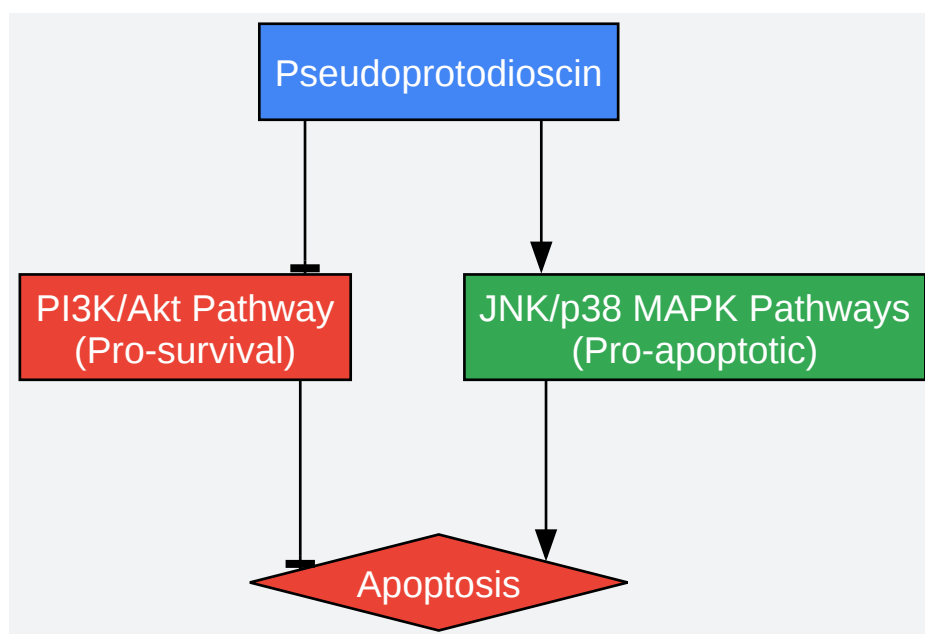 Pseudoprotodioscin
PI3K/Akt Pathway
(Pro-survival)
JNK/p38 MAPK Pathways
(Pro-apoptotic)
Apoptosis